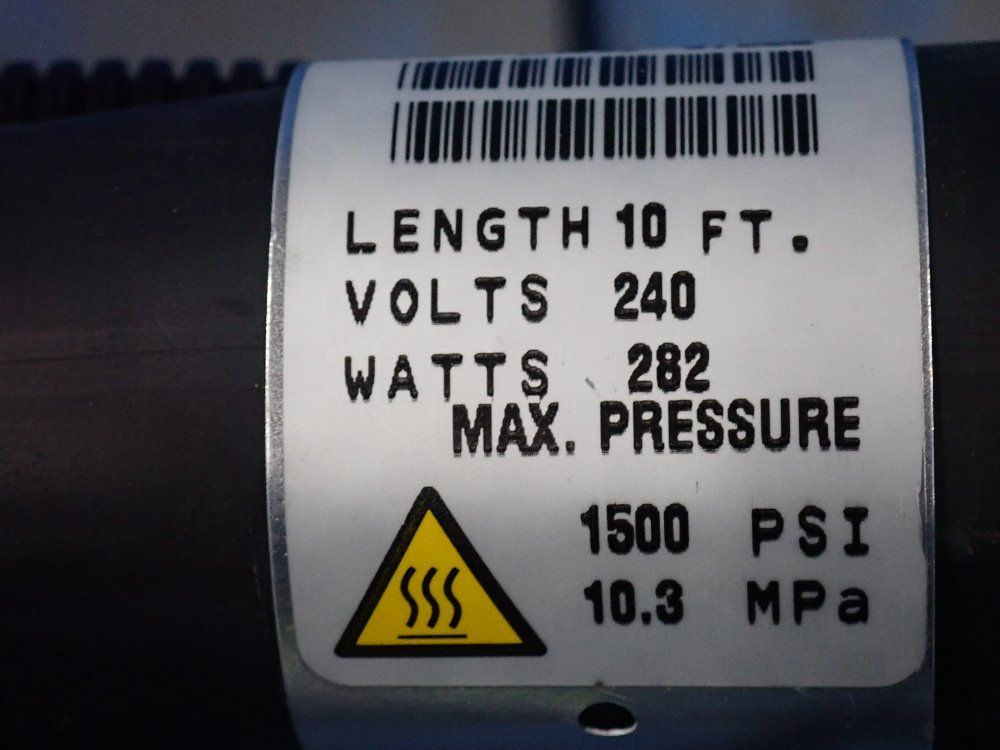 LENGTH 10 FT.
VOLTS 240
WATTS 282
MAX. PRESSURE
1500 PSI
10.3 MPa